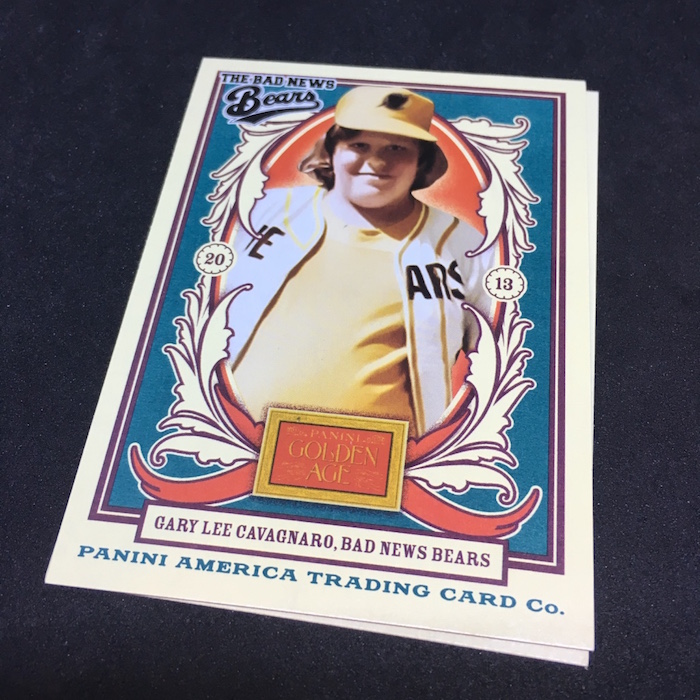 THE·BAD·NEWS
Bears
E
ARS
20
13
PANINI
GOLDEN
AGE
GARY LEE CAVAGNARO, BAD NEWS BEARS
PANINI AMERICA TRADING CARD Co.